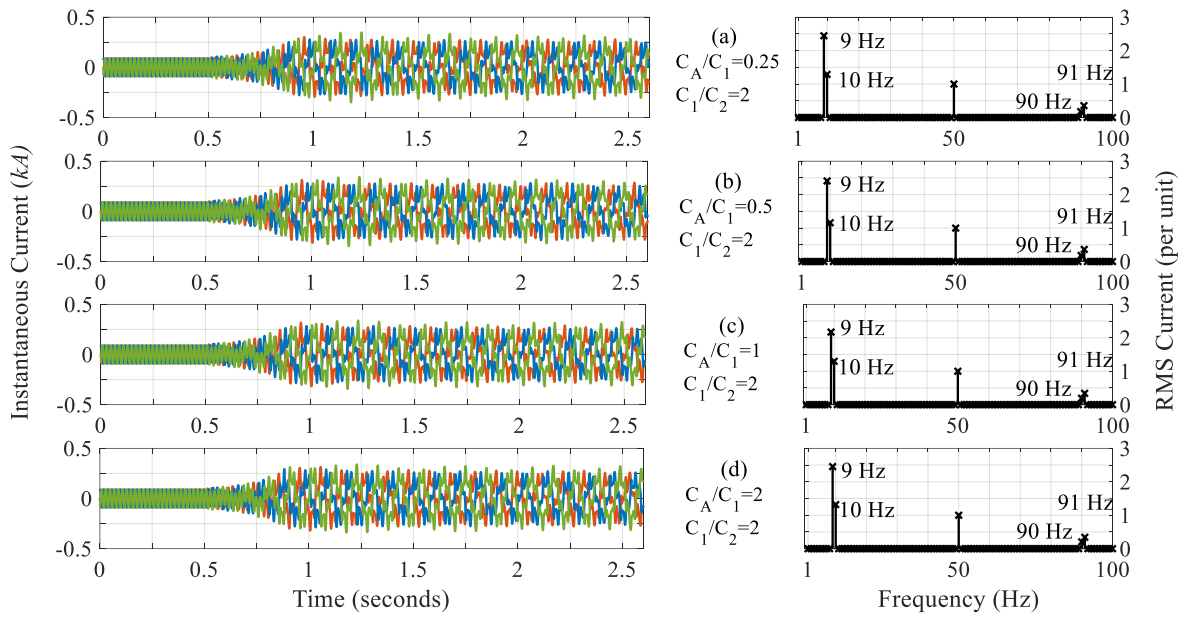 Instantaneous Current (kA)
0.5
0
-0.5
0
0.5
1
1.5
2
2.5
(a)
C_A/C_1=0.25
C_1/C_2=2
9 Hz
10 Hz
91 Hz
90 Hz
3
2
1
0
1
50
100
0.5
0
-0.5
0
0.5
1
1.5
2
2.5
(b)
C_A/C_1=0.5
C_1/C_2=2
9 Hz
10 Hz
91 Hz
90 Hz
3
2
1
0
1
50
100
0.5
0
-0.5
0
0.5
1
1.5
2
2.5
(c)
C_A/C_1=1
C_1/C_2=2
9 Hz
10 Hz
91 Hz
90 Hz
3
2
1
0
1
50
100
0.5
0
-0.5
0
0.5
1
1.5
2
2.5
(d)
C_A/C_1=2
C_1/C_2=2
9 Hz
10 Hz
91 Hz
90 Hz
3
2
1
0
1
50
100
Time (seconds)
Frequency (Hz)
RMS Current (per unit)